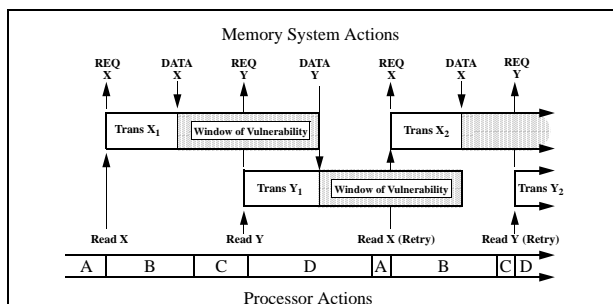 Memory System Actions
REQ DATA REQ DATA REQ DATA REQ
X X Y Y X X Y
Trans X1 Window of Vulnerability Trans X2
Trans Y1 Window of Vulnerability Trans Y2
Read X Read Y Read X (Retry) Read Y (Retry)
A B C D A B C D
Processor Actions